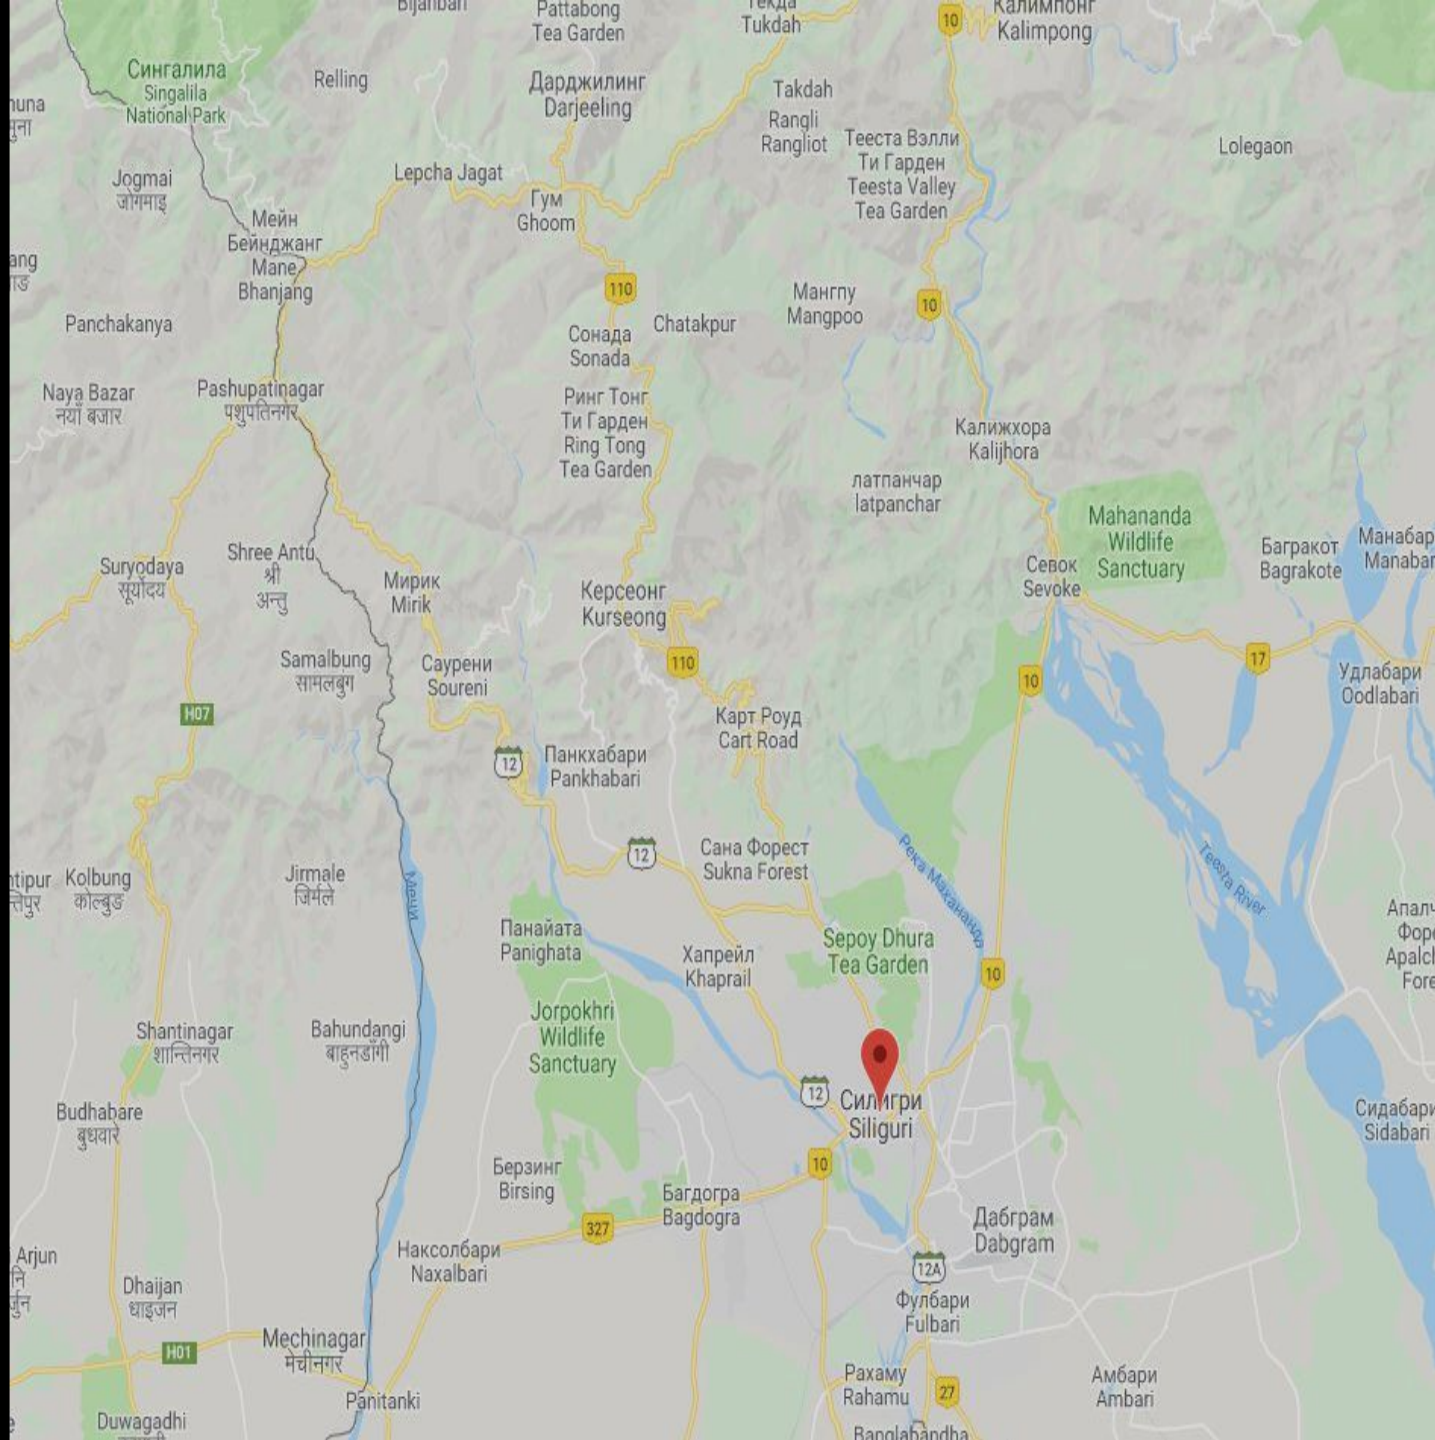 Bijanbari
Pattabong
Tea Garden
Текда
Tukdah
10
Калимпонг
Kalimpong
Сингалила
Singalila
National Park
Relling
Дарджилинг
Darjeeling
Takdah
Rangli
Rangliot
Тееста Вэлли
Ти Гарден
Teesta Valley
Tea Garden
Lolegaon
Jogmai
जोगमाइ
Lepcha Jagat
Гум
Ghoom
Мейн
Бейнджанг
Mane
Bhanjang
110
Мангпу
Mangpoo
10
Panchakanya
Сонада
Sonada
Chatakpur
Naya Bazar
नयाँ बजार
Pashupatinagar
पशुपतिनगर
Ринг Тонг
Ти Гарден
Ring Tong
Tea Garden
Калижхора
Kalijhora
латпанчар
latpanchar
Mahananda
Wildlife
Sanctuary
Баграkот
Bagrakote
Манабар
Manabar
Suryodaya
सूर्योदय
Shree Antu
श्री
अन्तु
Мирик
Mirik
Керсеонг
Kurseong
Севок
Sevoke
Samalbung
सामलबुंग
Саурени
Soureni
110
10
17
Удлабари
Oodlabari
H07
Карт Роуд
Cart Road
12
Панкхабари
Pankhabari
12
Сана Форест
Sukna Forest
Река Махананда
Teesta River
Kolbung
कोल्बुङ
Jirmale
जिर्मले
Мечи
Панайата
Panighata
Хапрейл
Khaprail
Sepoy Dhura
Tea Garden
10
Jorpokhri
Wildlife
Sanctuary
Shantinagar
शान्तिनगर
Bahundangi
बाहुनडाँगी
12
Силигри
Siliguri
Budhabare
बुधवारे
Сидабари
Sidabari
10
Берзинг
Birsing
Багдогра
Bagdogra
327
Дабграм
Dabgram
Наксолбари
Naxalbari
12A
Arjun
Dhaijan
धाइजन
Фулбари
Fulbari
H01
Mechinagar
मेचीनगर
Panitanki
Рахаму
Rahamu
27
Амбари
Ambari
Duwagadhi
Banglabandha